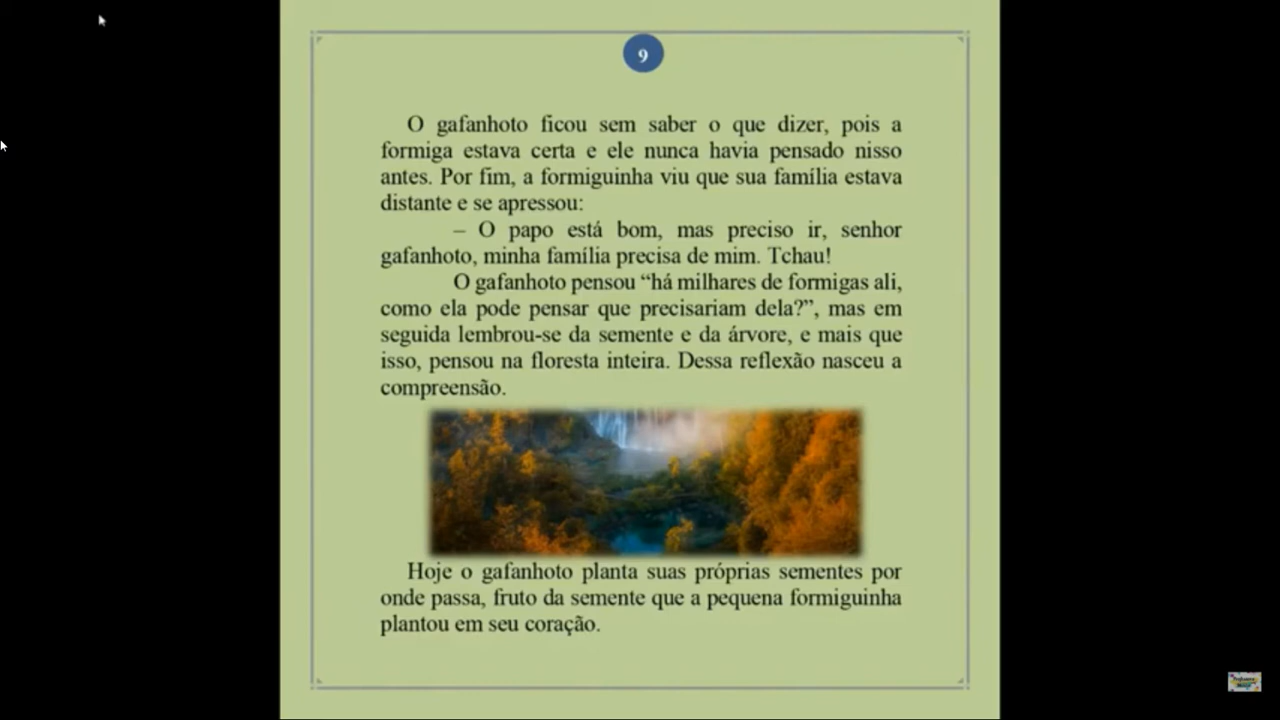 9
O gafanhoto ficou sem saber o que dizer, pois a
formiga estava certa e ele nunca havia pensado nisso
antes. Por fim, a formiguinha viu que sua família estava
distante e se apressou:
– O papo está bom, mas preciso ir, senhor
gafanhoto, minha família precisa de mim. Tchau!
O gafanhoto pensou “há milhares de formigas ali,
como ela pode pensar que precisariam dela?”, mas em
seguida lembrou-se da semente e da árvore, e mais que
isso, pensou na floresta inteira. Dessa reflexão nasceu a
compreensão.
Hoje o gafanhoto planta suas próprias sementes por
onde passa, fruto da semente que a pequena formiguinha
plantou em seu coração.